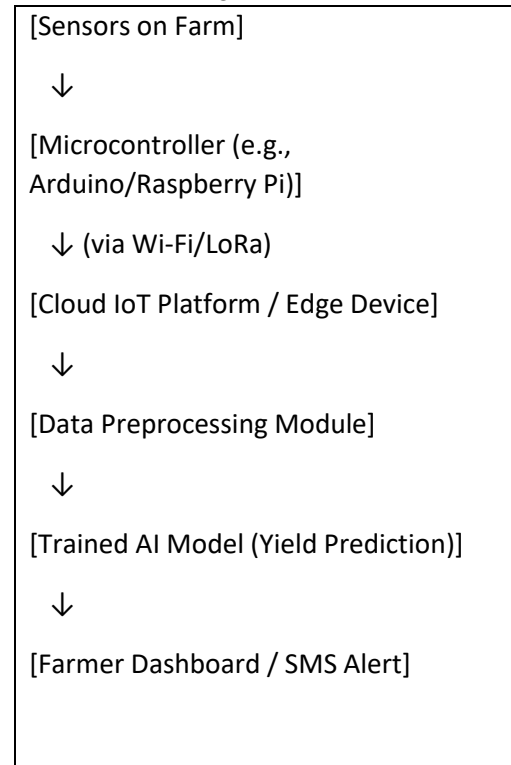 [Sensors on Farm]
↓
[Microcontroller (e.g.,
Arduino/Raspberry Pi)]
↓ (via Wi-Fi/LoRa)
[Cloud IoT Platform / Edge Device]
↓
[Data Preprocessing Module]
↓
[Trained AI Model (Yield Prediction)]
↓
[Farmer Dashboard / SMS Alert]